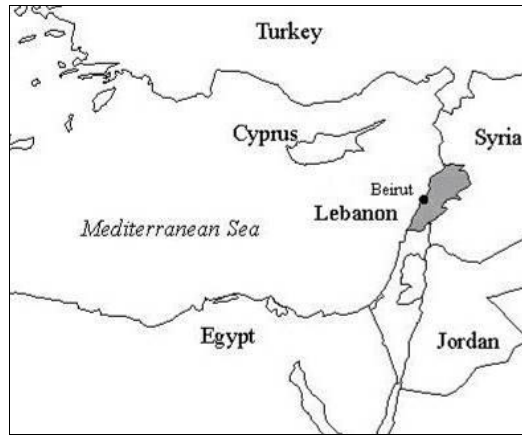 Turkey
Cyprus
Syria
Beirut
Lebanon
Mediterranean Sea
Egypt
Jordan